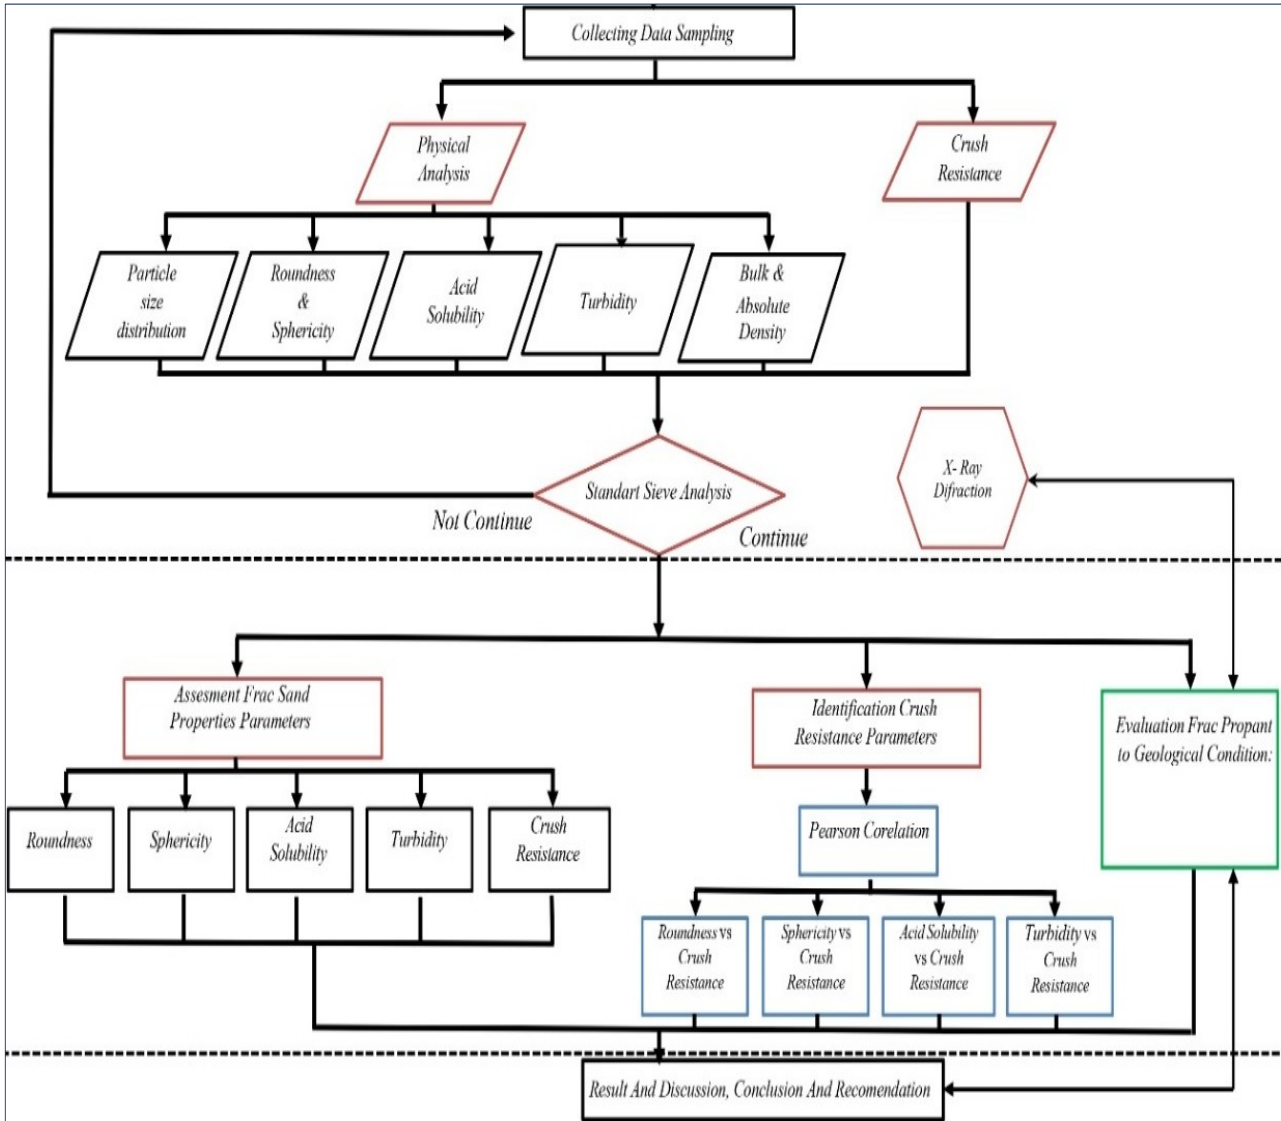 Collecting Data Sampling
Physical
Analysis
Crush
Resistance
Particle
size
distribution
Roundness
&
Sphericity
Acid
Solubility
Turbidity
Bulk &
Absolute
Density
Standart Sieve Analysis
X- Ray
Difraction
Not Continue
Continue
Assesment Frac Sand
Properties Parameters
Identification Crush
Resistance Parameters
Evaluation Frac Propant
to Geological Condition:
Roundness
Sphericity
Acid
Solubility
Turbidity
Crush
Resistance
Pearson Corelation
Roundness vs
Crush
Resistance
Sphericity vs
Crush
Resistance
Acid Solubility
vs Crush
Resistance
Turbidity vs
Crush
Resistance
Result And Discussion, Conclusion And Recomendation